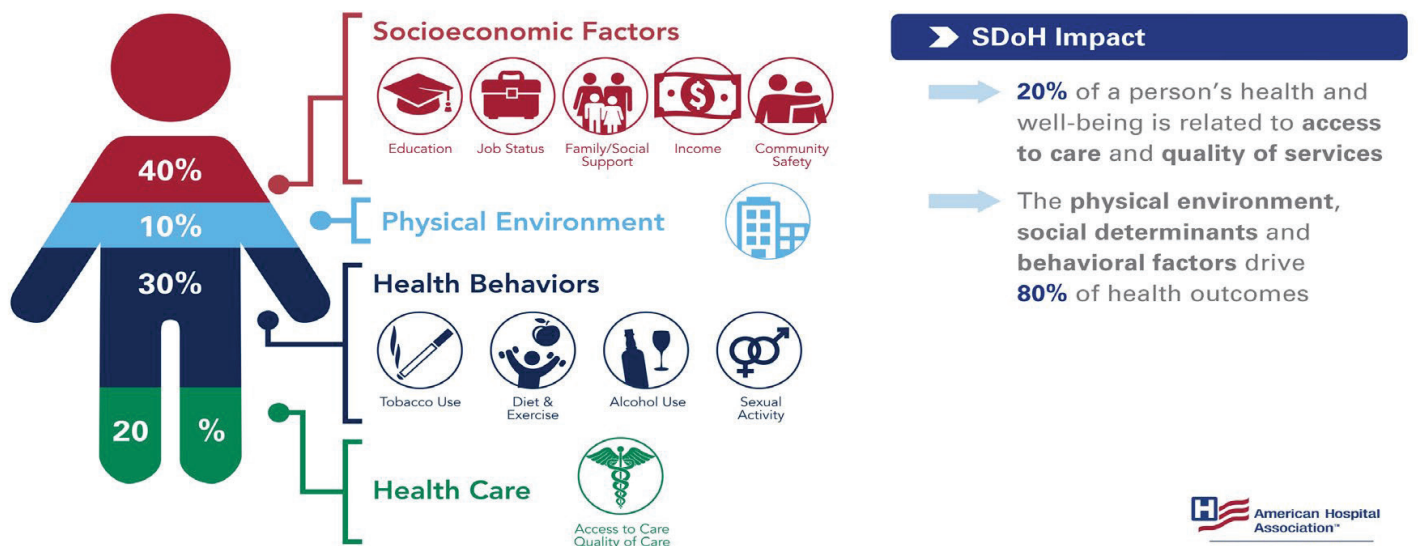 Socioeconomic Factors
Education
Job Status
Family/Social
Support
Income
Community
Safety
40%
10%
Physical Environment
30%
Health Behaviors
Tobacco Use
Diet &
Exercise
Alcohol Use
Sexual
Activity
20 %
Health Care
Access to Care
Quality of Care
SDoH Impact
20% of a person’s health and
well-being is related to access
to care and quality of services
The physical environment,
social determinants and
behavioral factors drive
80% of health outcomes
H
American Hospital
Association™